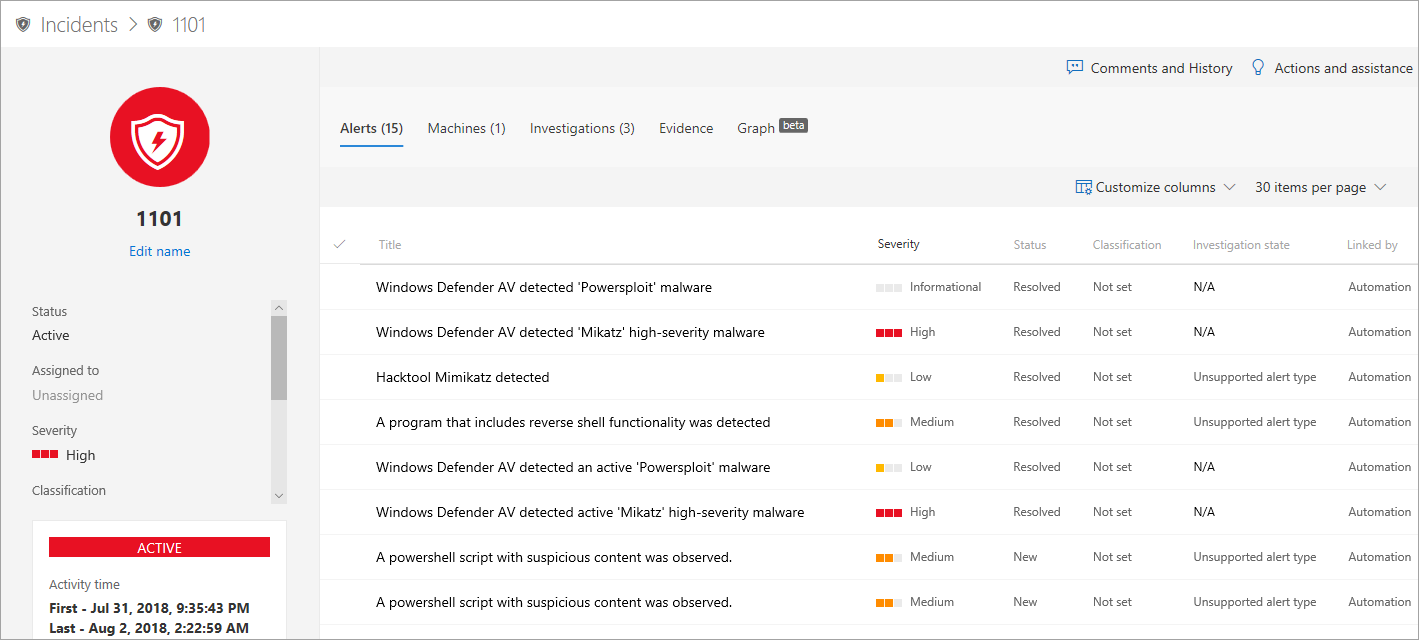 Incidents > 1101
Comments and History Actions and assistance
1101
Edit name
Status
Active
Assigned to
Unassigned
Severity
High
Classification
ACTIVE
Activity time
First - Jul 31, 2018, 9:35:43 PM
Last - Aug 2, 2018, 2:22:59 AM
Alerts (15) Machines (1) Investigations (3) Evidence Graph beta
Customize columns 30 items per page
Title Severity Status Classification Investigation state Linked by
Windows Defender AV detected 'Powersploit' malware Informational Resolved Not set N/A Automation
Windows Defender AV detected 'Mikatz' high-severity malware High Resolved Not set N/A Automation
Hacktool Mimikatz detected Low Resolved Not set Unsupported alert type Automation
A program that includes reverse shell functionality was detected Medium Resolved Not set Unsupported alert type Automation
Windows Defender AV detected an active 'Powersploit' malware Low Resolved Not set N/A Automation
Windows Defender AV detected active 'Mikatz' high-severity malware High Resolved Not set N/A Automation
A powershell script with suspicious content was observed. Medium New Not set Unsupported alert type Automation
A powershell script with suspicious content was observed. Medium New Not set Unsupported alert type Automation